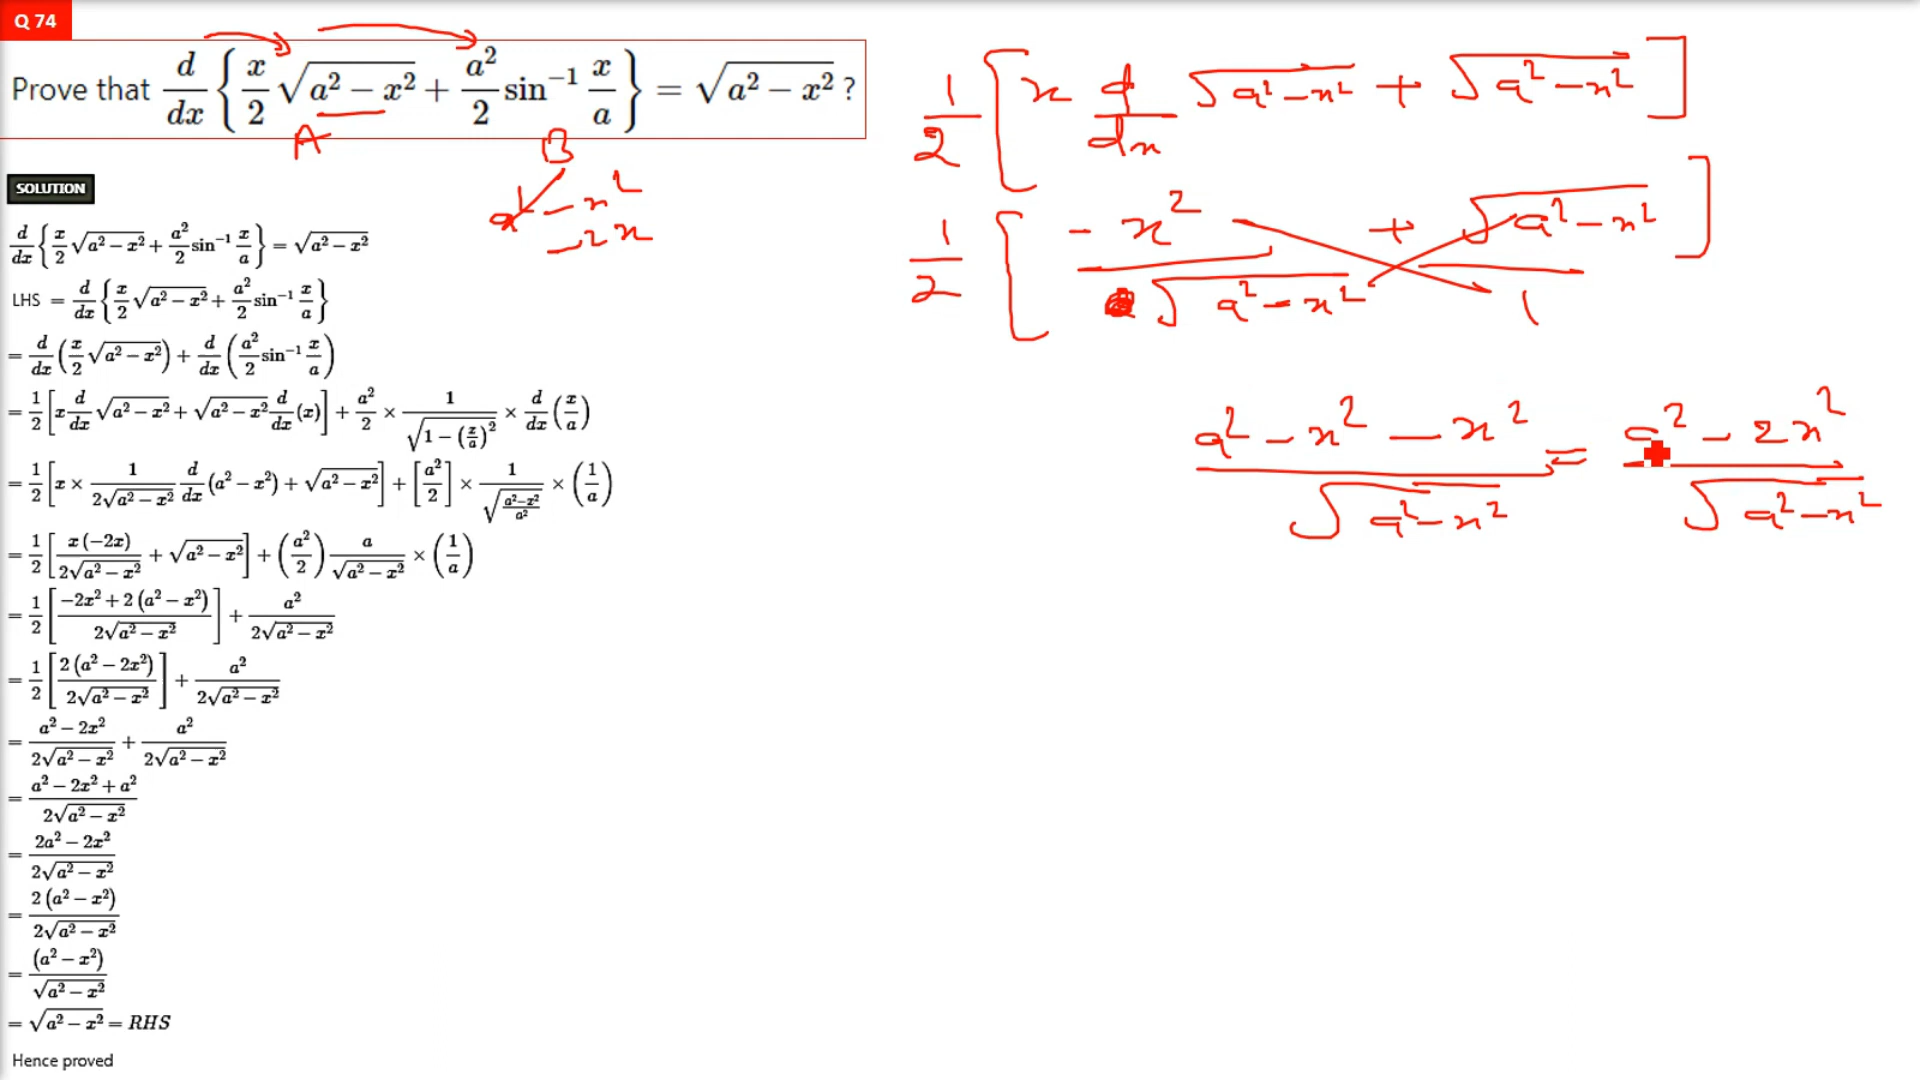 Q 74
Prove that d/dx {x/2 √(a² − x²) + a²/2 sin⁻¹ x/a} = √(a² − x²) ?
A
B
a² − x²
− 2x
SOLUTION
d/dx {x/2 √(a² − x²) + a²/2 sin⁻¹ x/a} = √(a² − x²)
LHS = d/dx {x/2 √(a² − x²) + a²/2 sin⁻¹ x/a}
= d/dx (x/2 √(a² − x²)) + d/dx (a²/2 sin⁻¹ x/a)
= 1/2 [x d/dx √(a² − x²) + √(a² − x²) d/dx (x)] + a²/2 × 1/√(1 − (x/a)²) × d/dx (x/a)
= 1/2 [x × 1/(2√(a² − x²)) d/dx (a² − x²) + √(a² − x²)] + [a²/2] × 1/√((a²−x²)/a²) × (1/a)
= 1/2 [x(−2x)/(2√(a² − x²)) + √(a² − x²)] + (a²/2) a/√(a² − x²) × (1/a)
= 1/2 [(−2x² + 2(a² − x²))/(2√(a² − x²))] + a²/(2√(a² − x²))
= 1/2 [2(a² − 2x²)/(2√(a² − x²))] + a²/(2√(a² − x²))
= (a² − 2x²)/(2√(a² − x²)) + a²/(2√(a² − x²))
= (a² − 2x² + a²)/(2√(a² − x²))
= (2a² − 2x²)/(2√(a² − x²))
= 2(a² − x²)/(2√(a² − x²))
= (a² − x²)/√(a² − x²)
= √(a² − x²) = RHS
Hence proved
1/2 [x d/dx √(a² − x²) + √(a² − x²)]
1/2 [− x²/√(a² − x²) + √(a² − x²)/1]
(a² − x² − x²)/√(a² − x²) = (a² − 2x²)/√(a² − x²)